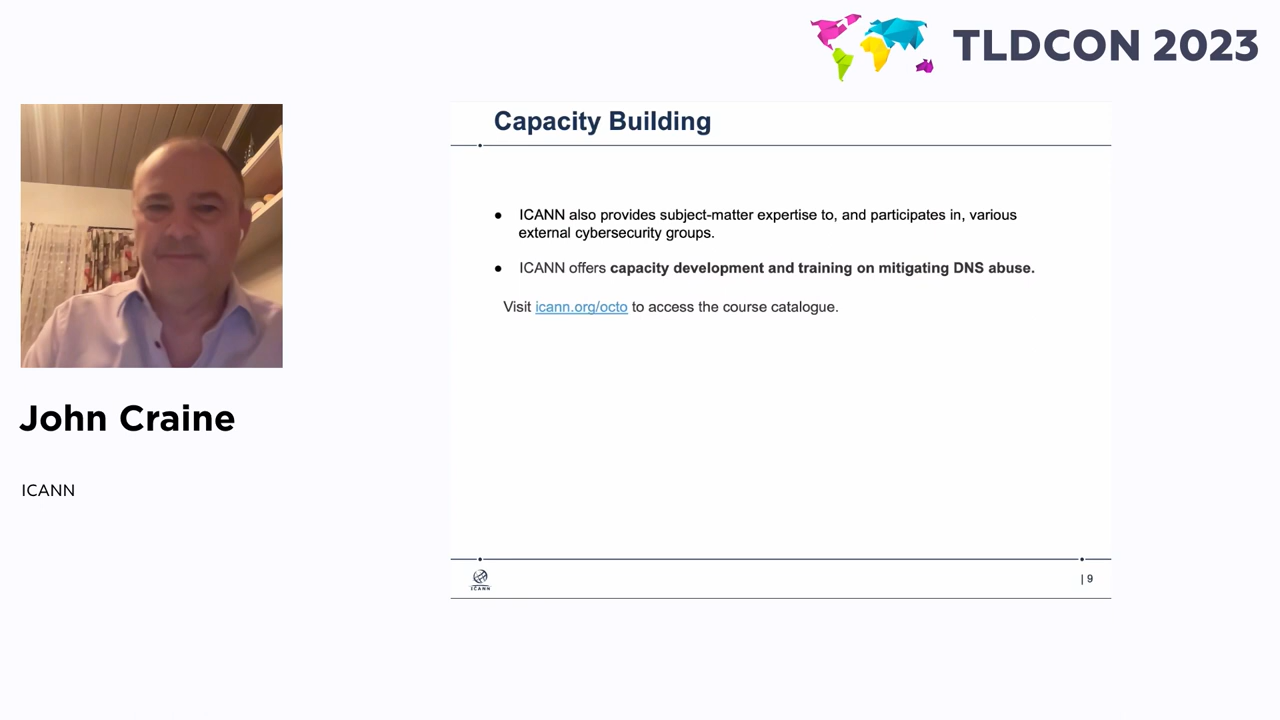 TLDCON 2023
John Craine
ICANN
Capacity Building
● ICANN also provides subject-matter expertise to, and participates in, various
external cybersecurity groups.
● ICANN offers capacity development and training on mitigating DNS abuse.
Visit icann.org/octo to access the course catalogue.
ICANN
| 9